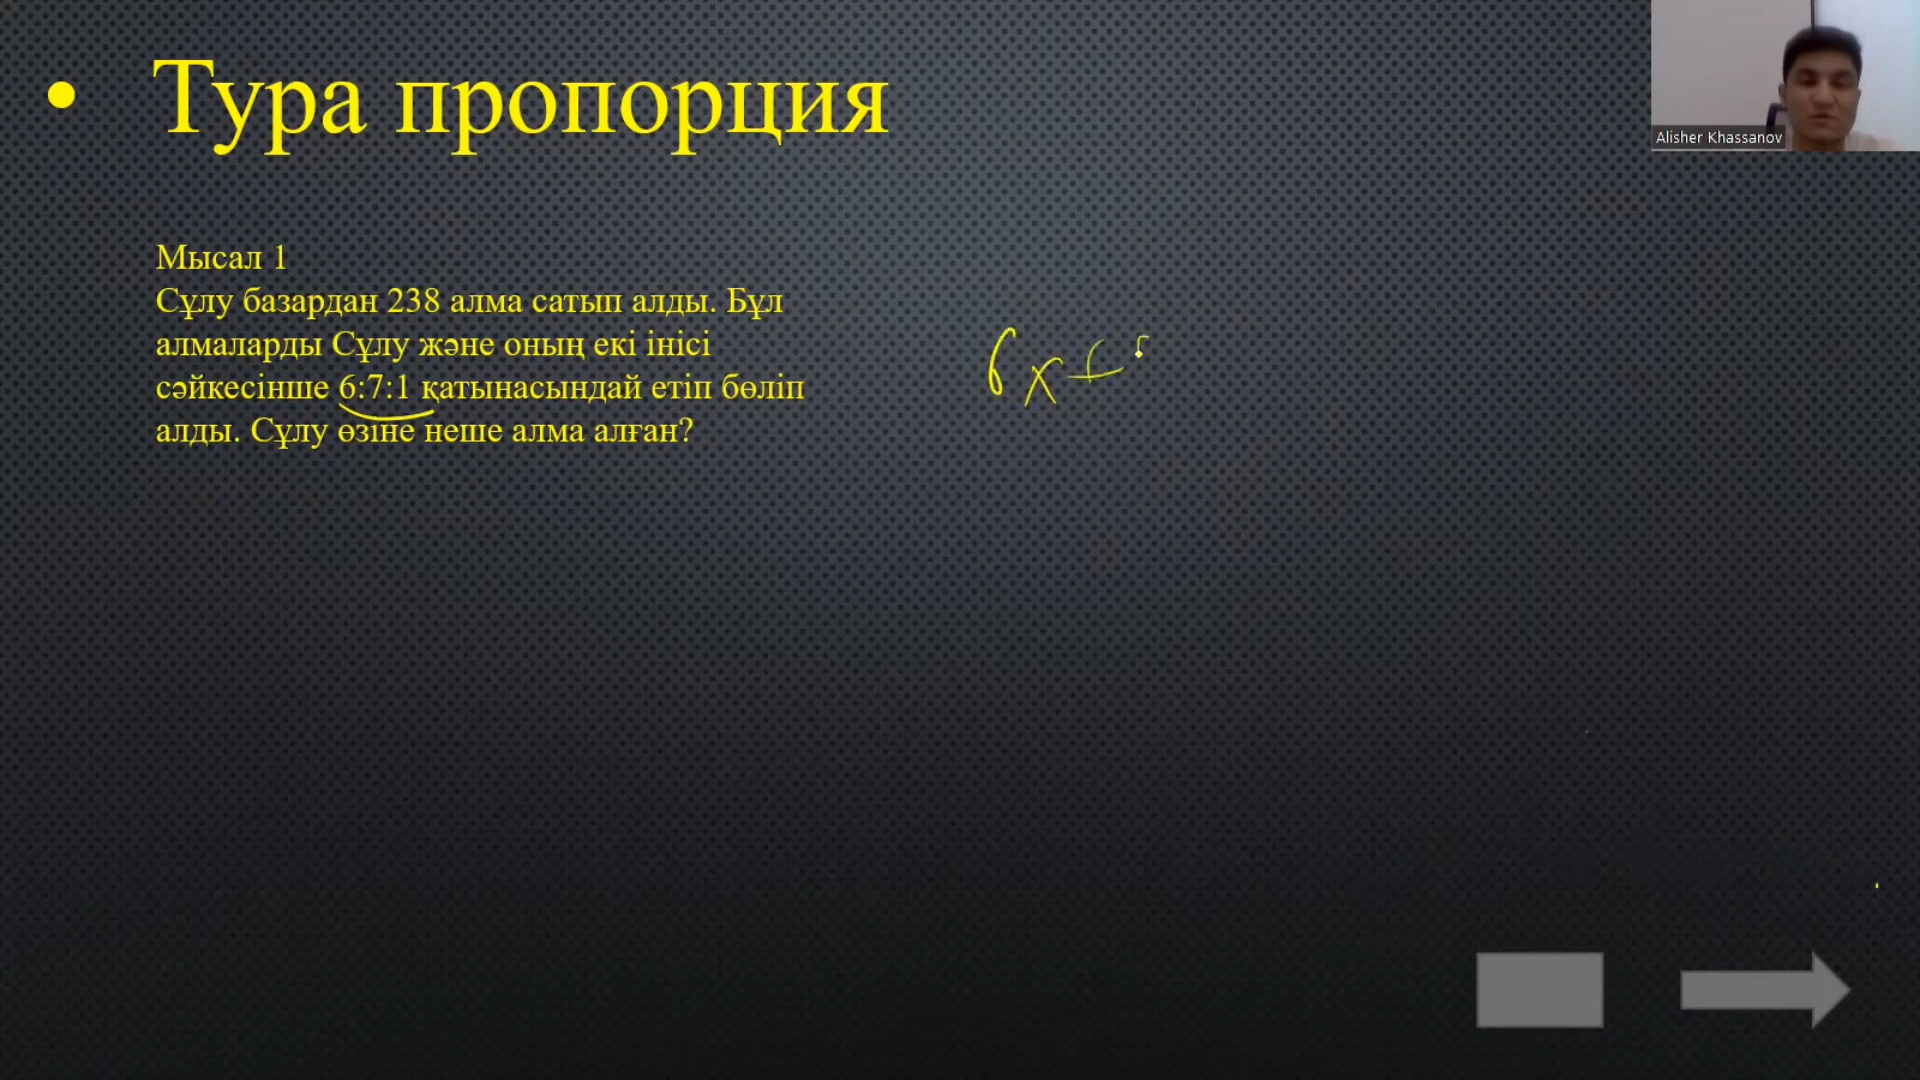 • Тура пропорция
Alisher Khassanov
Мысал 1
Сұлу базардан 238 алма сатып алды. Бұл
алмаларды Сұлу және оның екі інісі
сәйкесінше 6:7:1 қатынасындай етіп бөліп
алды. Сұлу өзіне неше алма алған?
6x+